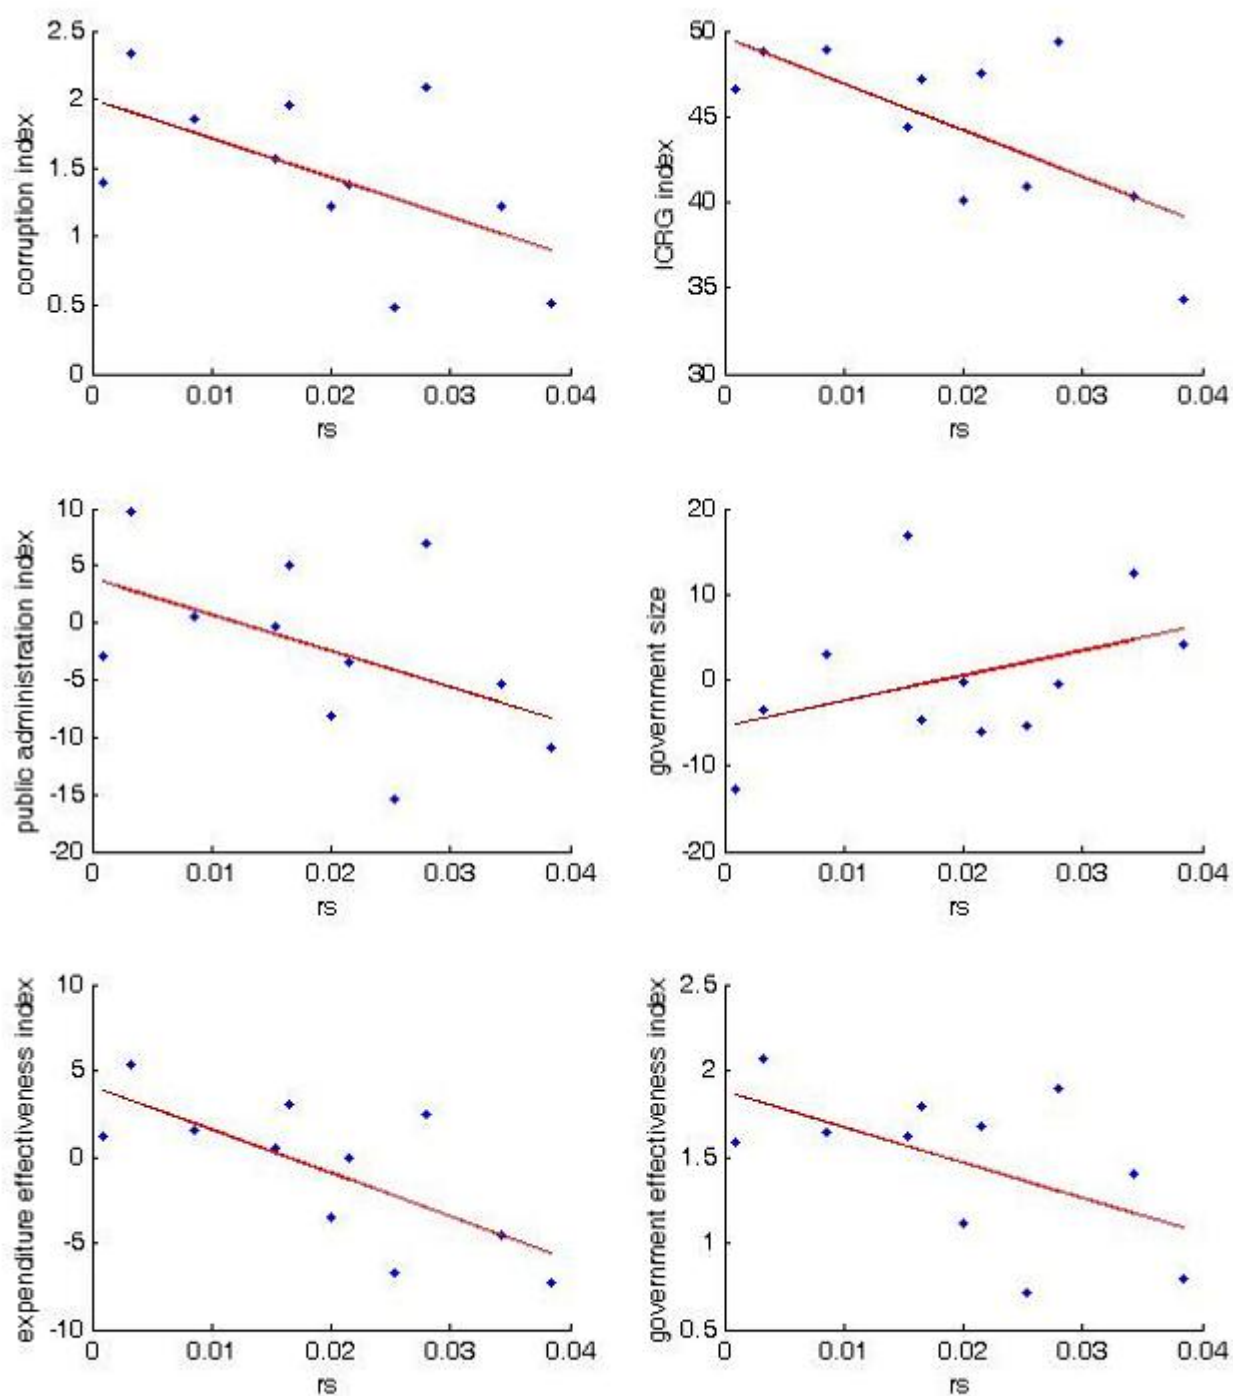 corruption index
2.5
2
1.5
1
0.5
0
0 0.01 0.02 0.03 0.04
rs
ICRG index
50
45
40
35
30
0 0.01 0.02 0.03 0.04
rs
public administration index
10
5
0
-5
-10
-15
-20
0 0.01 0.02 0.03 0.04
rs
government size
20
10
0
-10
-20
0 0.01 0.02 0.03 0.04
rs
expenditure effectiveness index
10
5
0
-5
-10
0 0.01 0.02 0.03 0.04
rs
government effectiveness index
2.5
2
1.5
1
0.5
0 0.01 0.02 0.03 0.04
rs